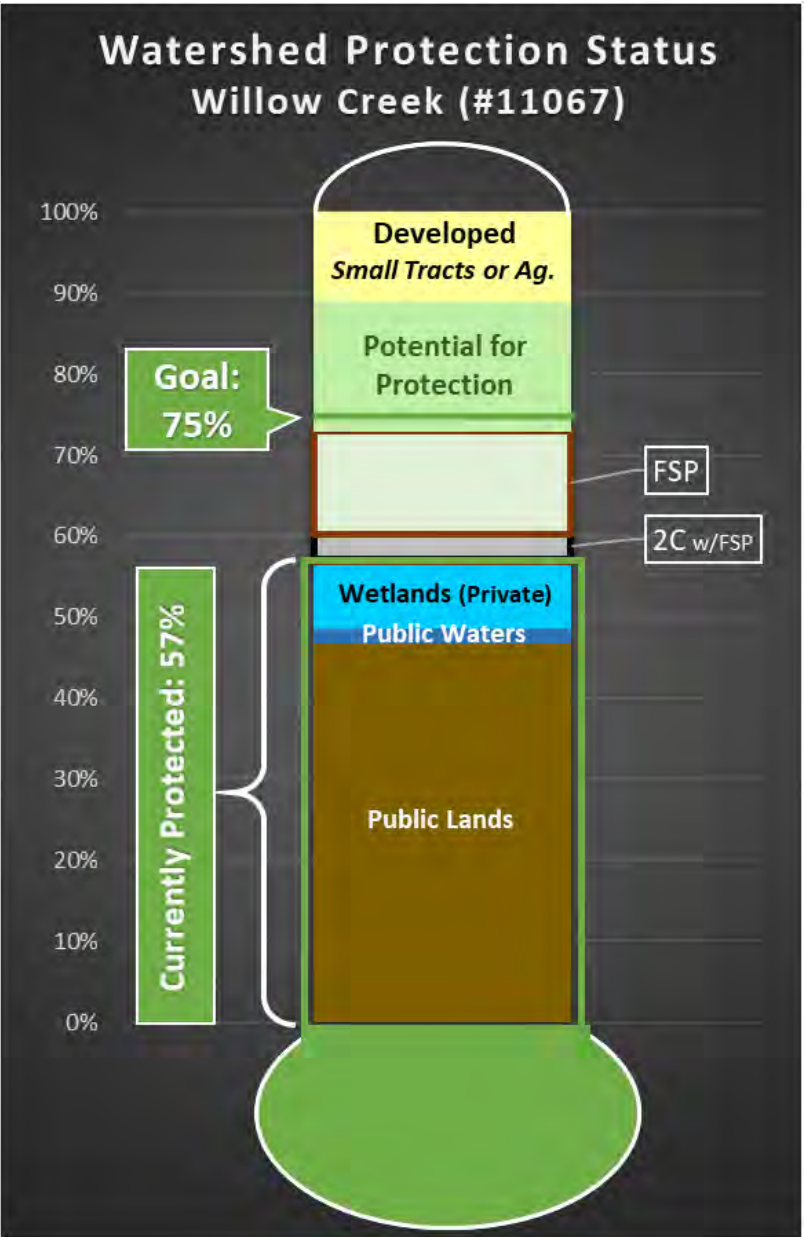 Watershed Protection Status
Willow Creek (#11067)
100%
90%
80%
70%
60%
50%
40%
30%
20%
10%
0%
Developed
Small Tracts or Ag.
Potential for
Protection
Goal:
75%
FSP
2C w/FSP
Wetlands (Private)
Public Waters
Public Lands
Currently Protected: 57%